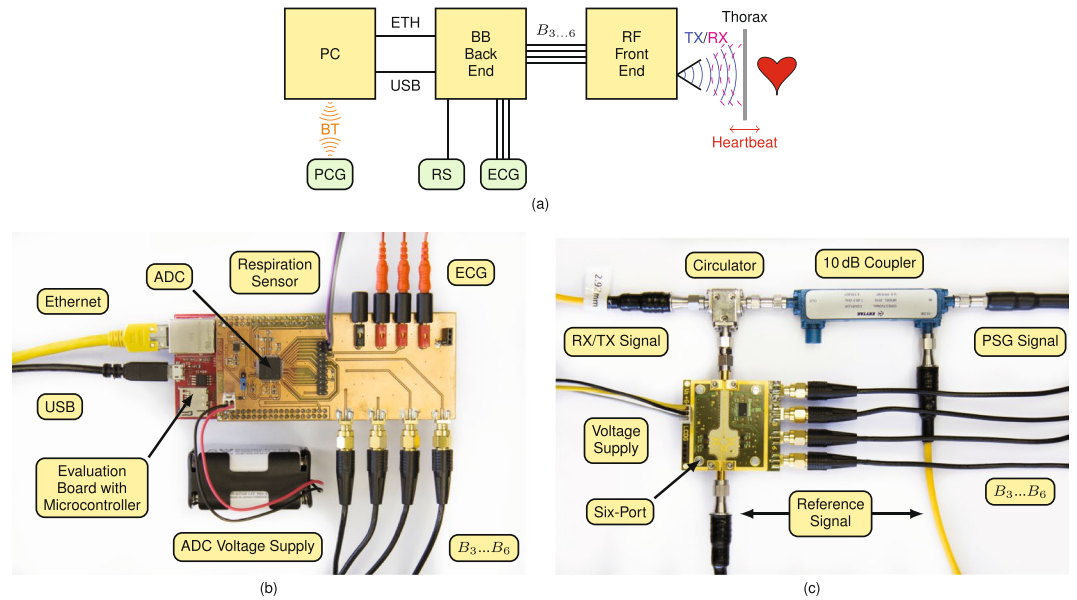 ETH
USB
PC
BB
Back
End
B3...6
RF
Front
End
TX/RX
Thorax
Heartbeat
BT
PCG
RS
ECG
(a)
ADC
Respiration
Sensor
ECG
Ethernet
USB
Evaluation
Board with
Microcontroller
ADC Voltage Supply
B3...B6
(b)
Circulator
10 dB Coupler
2.92mm
RX/TX Signal
PSG Signal
Voltage
Supply
Six-Port
Reference
Signal
B3...B6
(c)